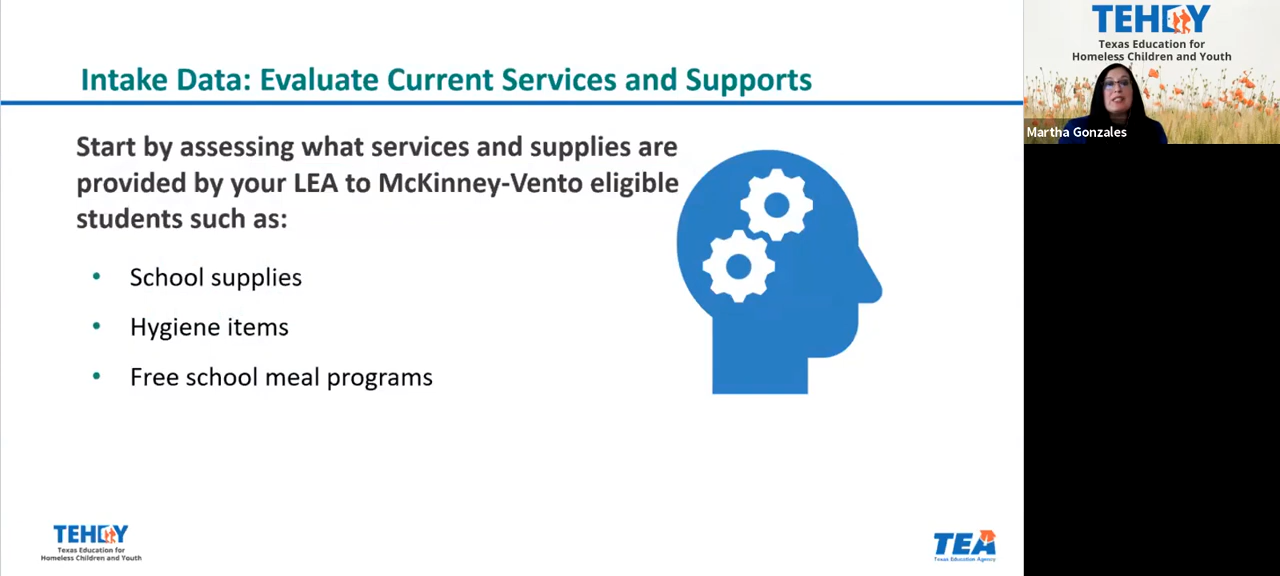 Intake Data: Evaluate Current Services and Supports
Start by assessing what services and supplies are
provided by your LEA to McKinney-Vento eligible
students such as:
• School supplies
• Hygiene items
• Free school meal programs
TEHCY
Texas Education for
Homeless Children and Youth
TEA
Texas Education Agency
TEHCY
Texas Education for
Homeless Children and Youth
Martha Gonzales